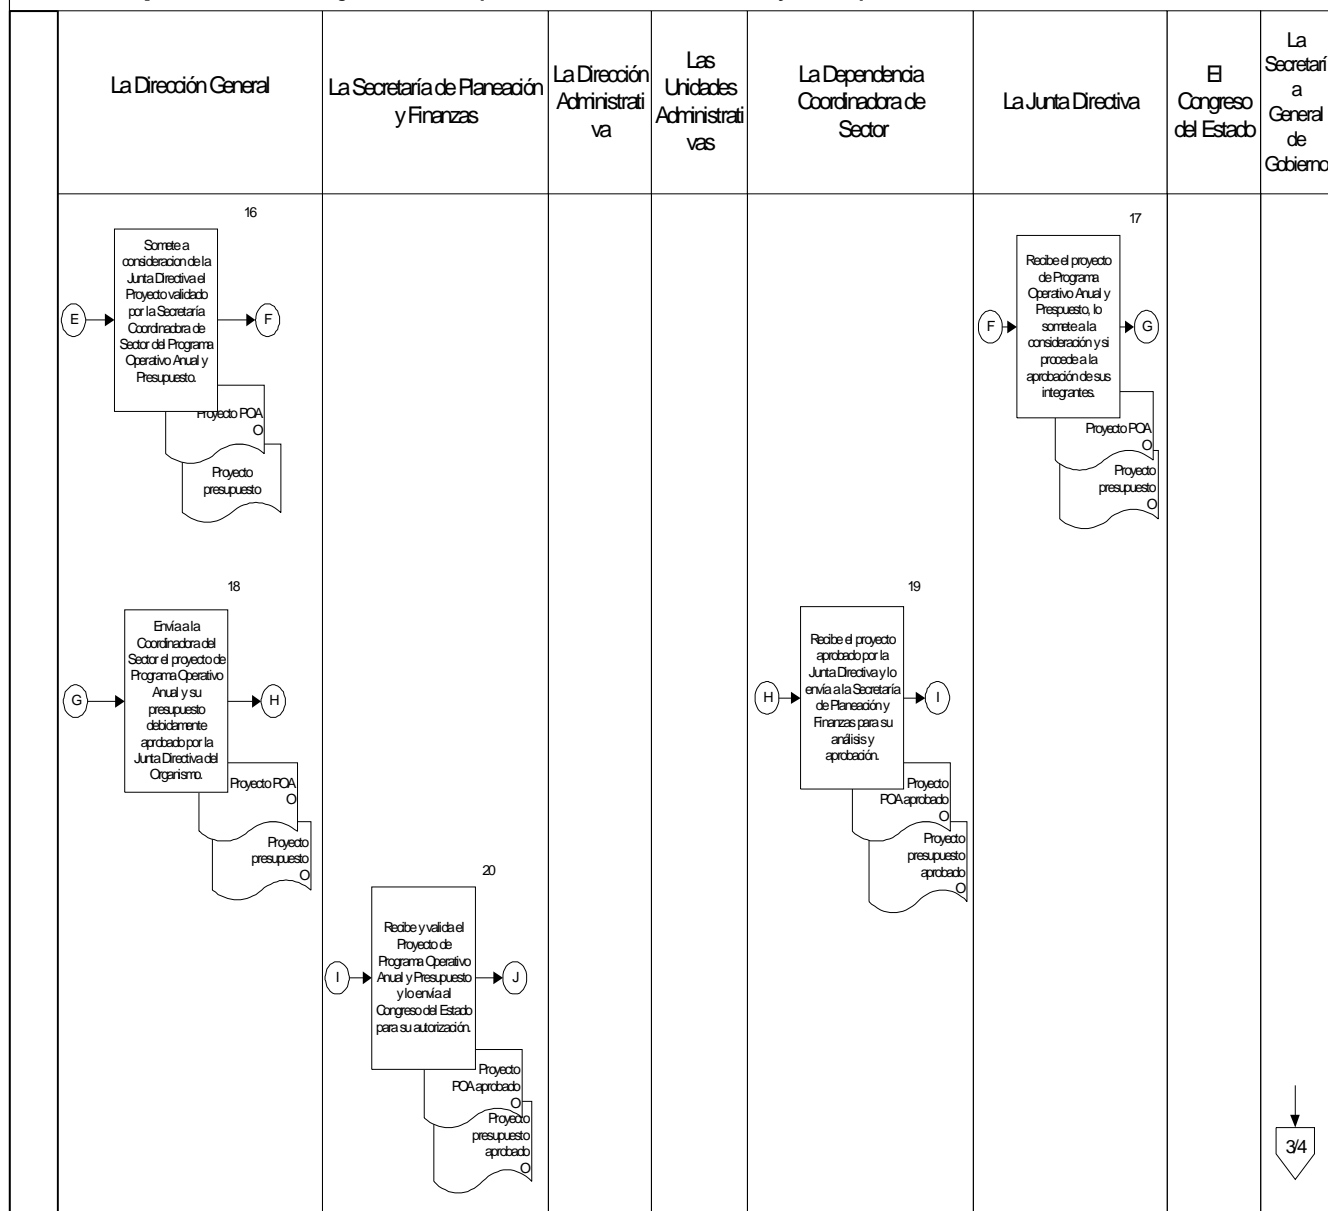 La Dirección General
La Secretaría de Planeación
y Finanzas
La Dirección
Administrati
va
Las
Unidades
Administrati
vas
La Dependencia
Coordinadora de
Sector
La Junta Directiva
El
Congreso
del Estado
La
Secretarí
a
General
de
Gobierno
16
Somete a
consideracion de la
Junta Directiva el
Proyecto validado
por la Secretaría
Coordinadora de
Sector del Programa
Operativo Anual y
Presupuesto.
E
F
Proyecto POA
O
Proyecto
presupuesto
17
Recibe el proyecto
de Programa
Operativo Anual y
Prespuesto, lo
somete a la
consideración y si
procede a la
aprobación de sus
integrantes.
F
G
Proyecto POA
O
Proyecto
presupuesto
O
18
Envía a la
Coordinadora del
Sector el proyecto de
Programa Operativo
Anual y su
presupuesto
debidamente
aprobado por la
Junta Directiva del
Organismo.
G
H
Proyecto POA
O
Proyecto
presupuesto
O
19
Recibe el proyecto
aprobado por la
Junta Directiva y lo
envía a la Secretaría
de Planeación y
Finanzas para su
análisis y
aprobación.
H
I
Proyecto
POA aprobado
O
Proyecto
presupuesto
aprobado
O
20
Recibe y valida el
Proyecto de
Programa Operativo
Anual y Presupuesto
y lo envía al
Congreso del Estado
para su autorización.
I
J
Proyecto
POA aprobado
O
Proyecto
presupuesto
aprobado
O
3/4